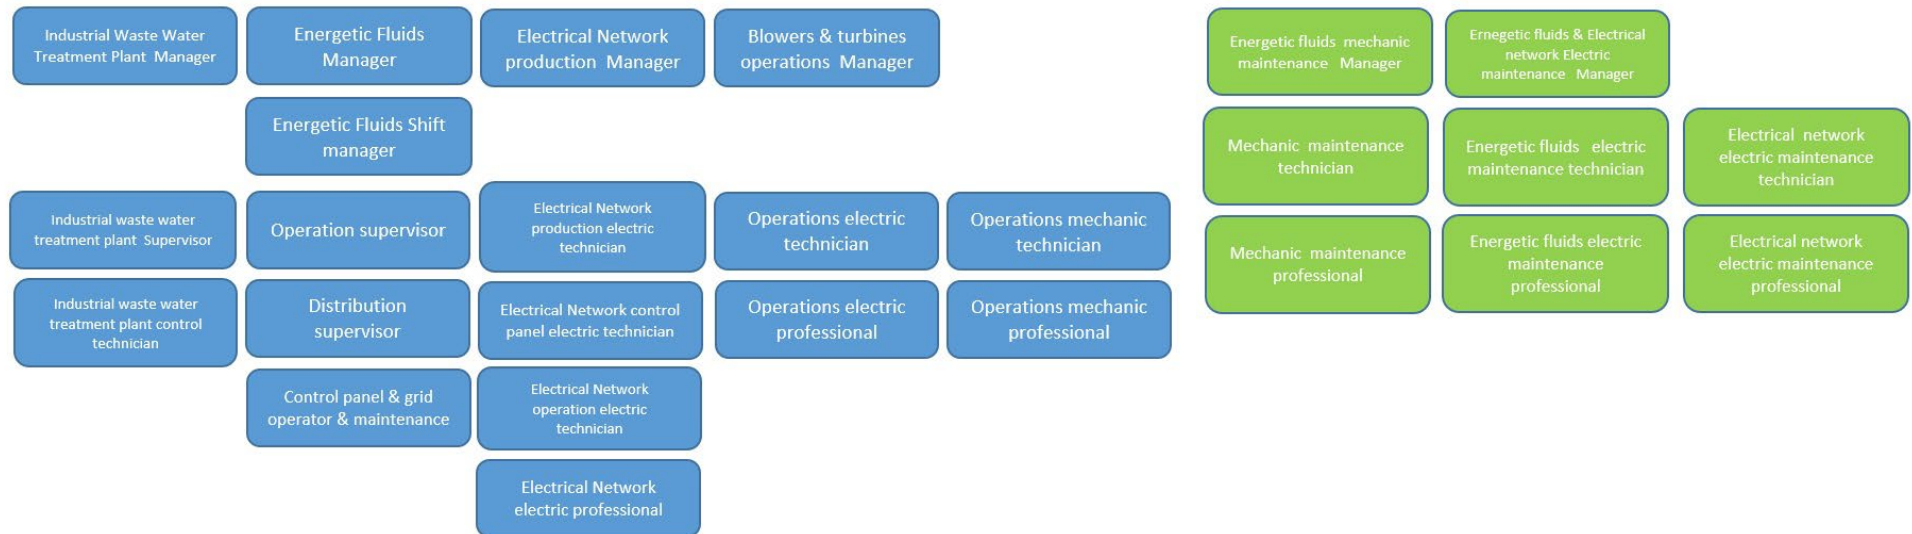 Industrial Waste Water
Treatment Plant Manager
Energetic Fluids
Manager
Electrical Network
production Manager
Blowers & turbines
operations Manager
Energetic fluids mechanic
maintenance Manager
Ernegetic fluids & Electrical
network Electric
maintenance Manager
Energetic Fluids Shift
manager
Mechanic maintenance
technician
Energetic fluids electric
maintenance technician
Electrical network
electric maintenance
technician
Industrial waste water
treatment plant Supervisor
Operation supervisor
Electrical Network
production electric
technician
Operations electric
technician
Operations mechanic
technician
Mechanic maintenance
professional
Energetic fluids electric
maintenance
professional
Electrical network
electric maintenance
professional
Industrial waste water
treatment plant control
technician
Distribution
supervisor
Electrical Network control
panel electric technician
Operations electric
professional
Operations mechanic
professional
Control panel & grid
operator & maintenance
Electrical Network
operation electric
technician
Electrical Network
electric professional